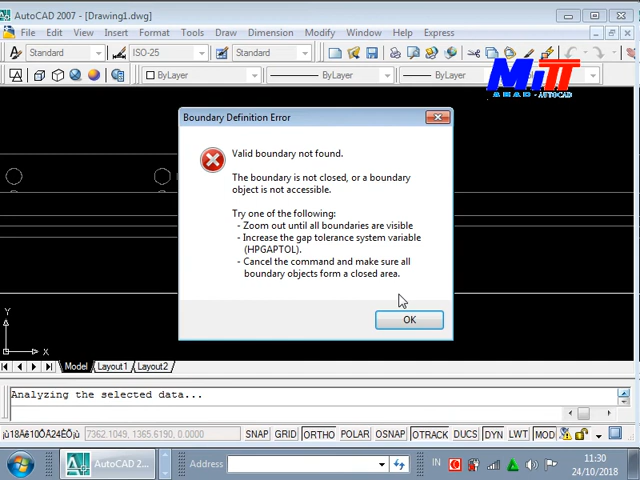 AutoCAD 2007 - [Drawing1.dwg]
File Edit View Insert Format Tools Draw Dimension Modify Window Help Express
Standard ISO-25 Standard
ByLayer ByLayer ByLayer
MiTT
AHAD - AUTOCAD
Boundary Definition Error
Valid boundary not found.
The boundary is not closed, or a boundary
object is not accessible.
Try one of the following:
- Zoom out until all boundaries are visible
- Increase the gap tolerance system variable
(HPGAPTOL).
- Cancel the command and make sure all
boundary objects form a closed area.
OK
Y
X
Model Layout1 Layout2
Analyzing the selected data...
7362.1049, 1365.6190, 0.0000 SNAP GRID ORTHO POLAR OSNAP OTRACK DUCS DYN LWT MOD
AutoCAD 2... Address IN 11:30
24/10/2018